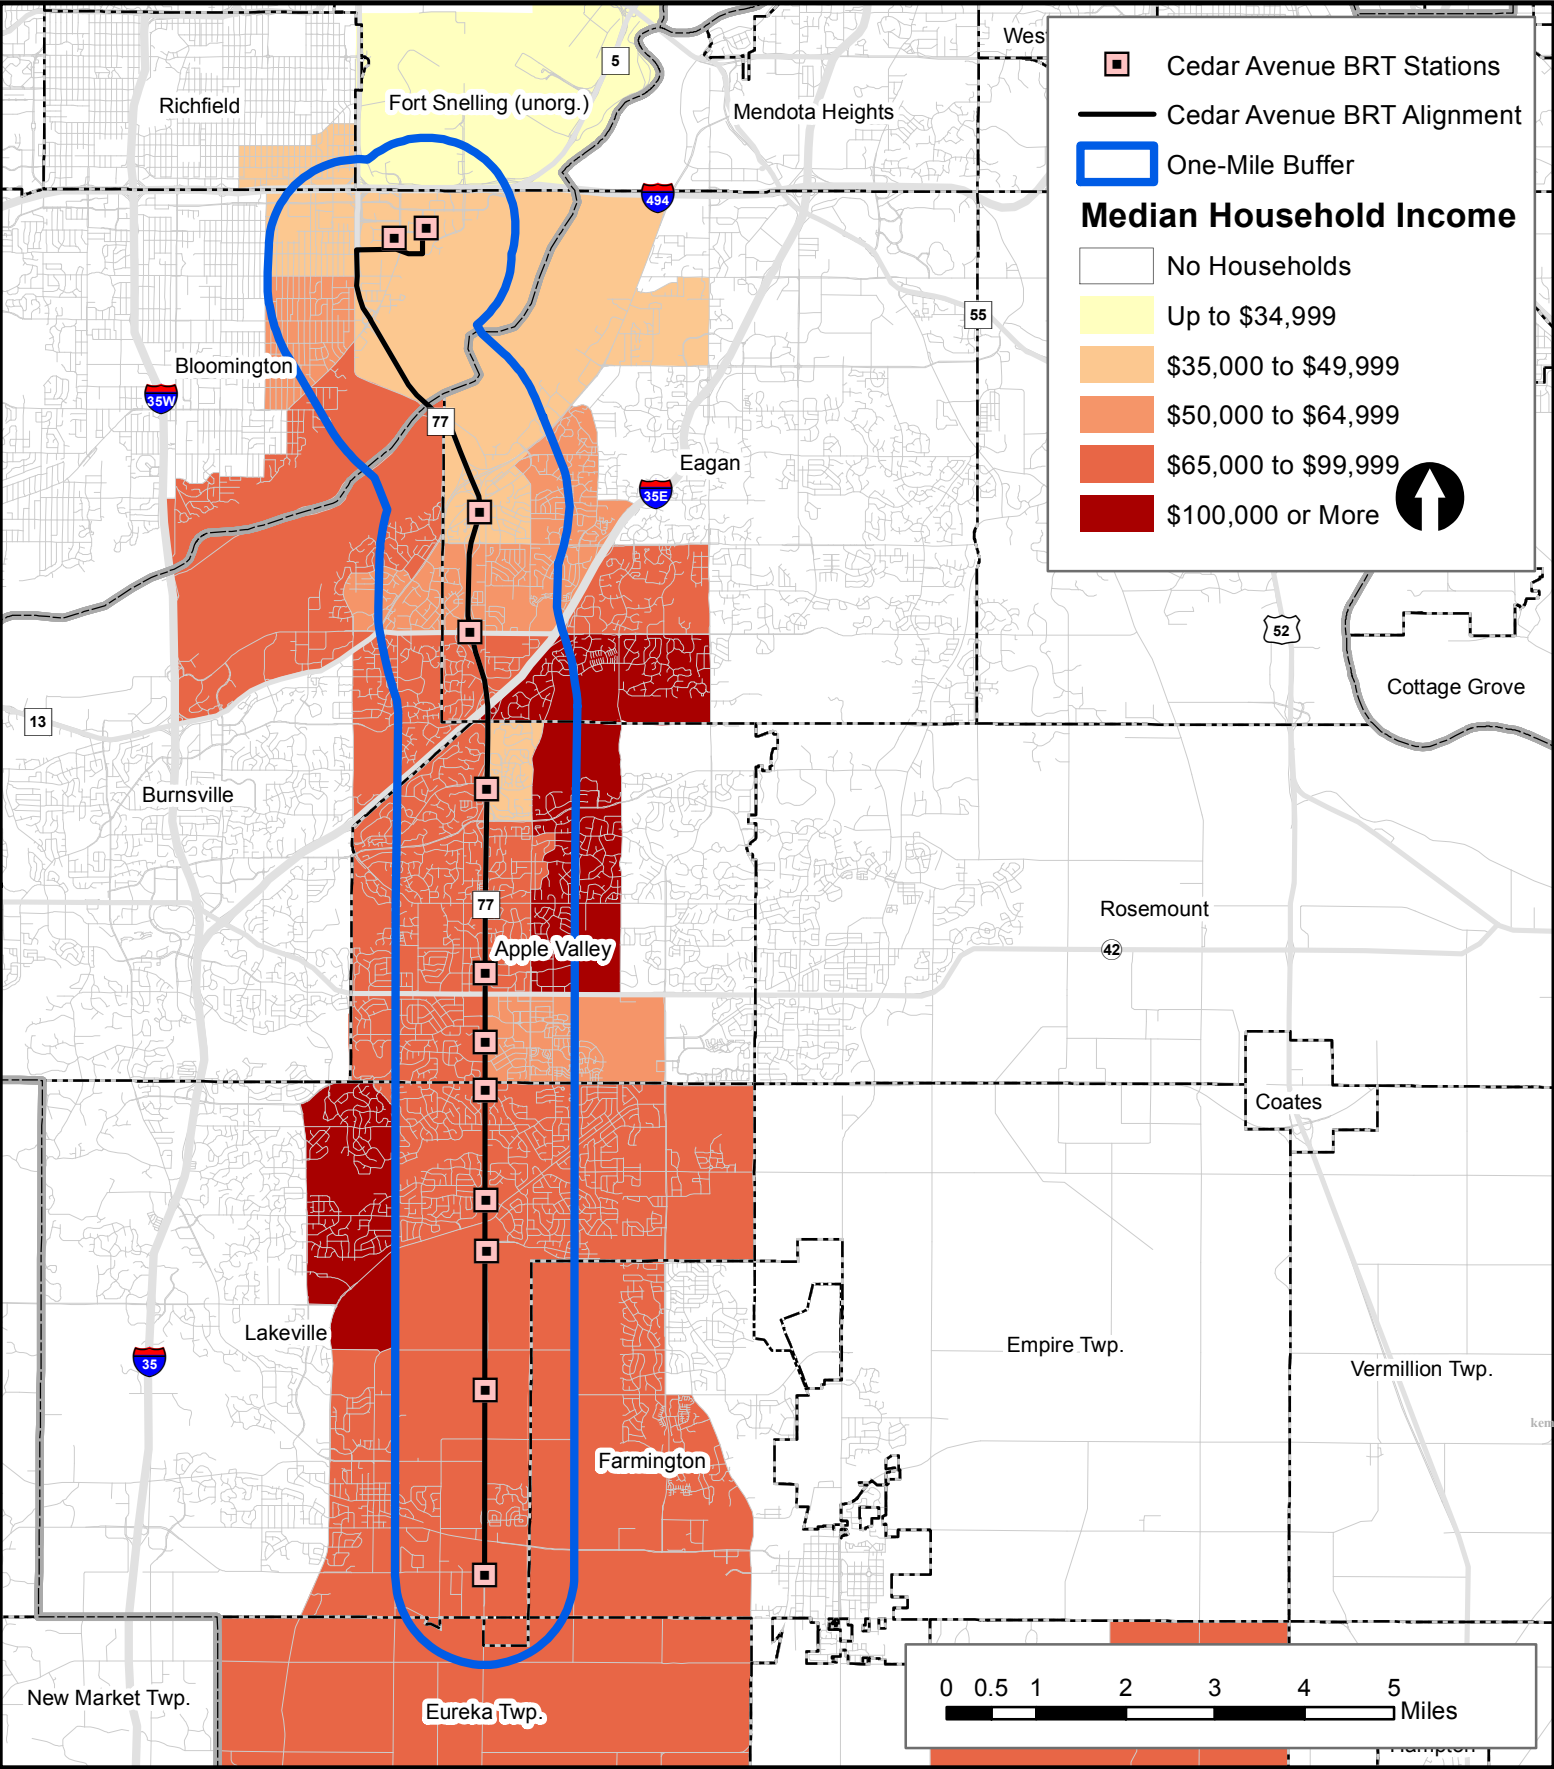 5
Richfield
Fort Snelling (unorg.)
Mendota Heights
494
55
Bloomington
35W
77
Eagan
35E
52
Cottage Grove
13
Burnsville
77
Apple Valley
Rosemount
42
Coates
Lakeville
35
Empire Twp.
Vermillion Twp.
Farmington
New Market Twp.
Eureka Twp.
Cedar Avenue BRT Stations
Cedar Avenue BRT Alignment
One-Mile Buffer
Median Household Income
No Households
Up to $34,999
$35,000 to $49,999
$50,000 to $64,999
$65,000 to $99,999
$100,000 or More
0 0.5 1 2 3 4 5
Miles